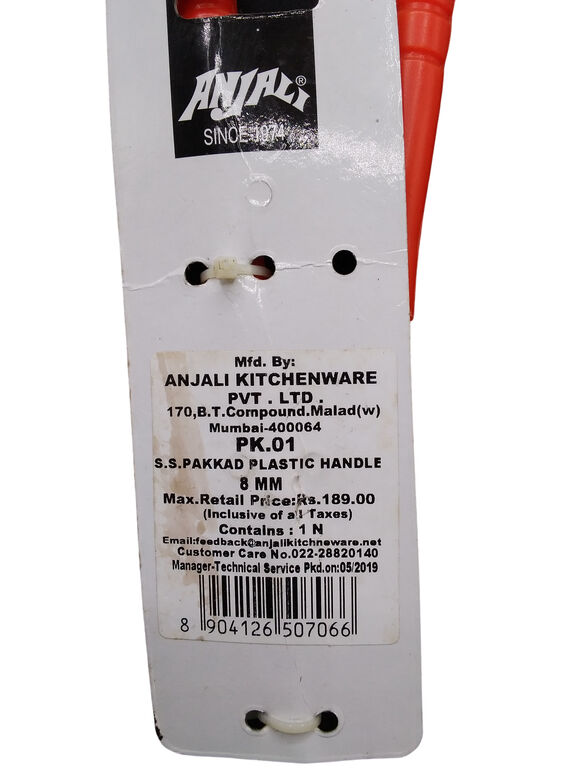 ANJALI®
SINCE 1974
Mfd. By:
ANJALI KITCHENWARE
PVT . LTD .
170,B.T.Compound.Malad(w)
Mumbai-400064
PK.01
S.S.PAKKAD PLASTIC HANDLE
8 MM
Max.Retail Price:Rs.189.00
(Inclusive of all Taxes)
Contains : 1 N
Email:feedback@anjalikitchneware.net
Customer Care No.022-28820140
Manager-Technical Service Pkd.on:05/2019
8 904126 507066